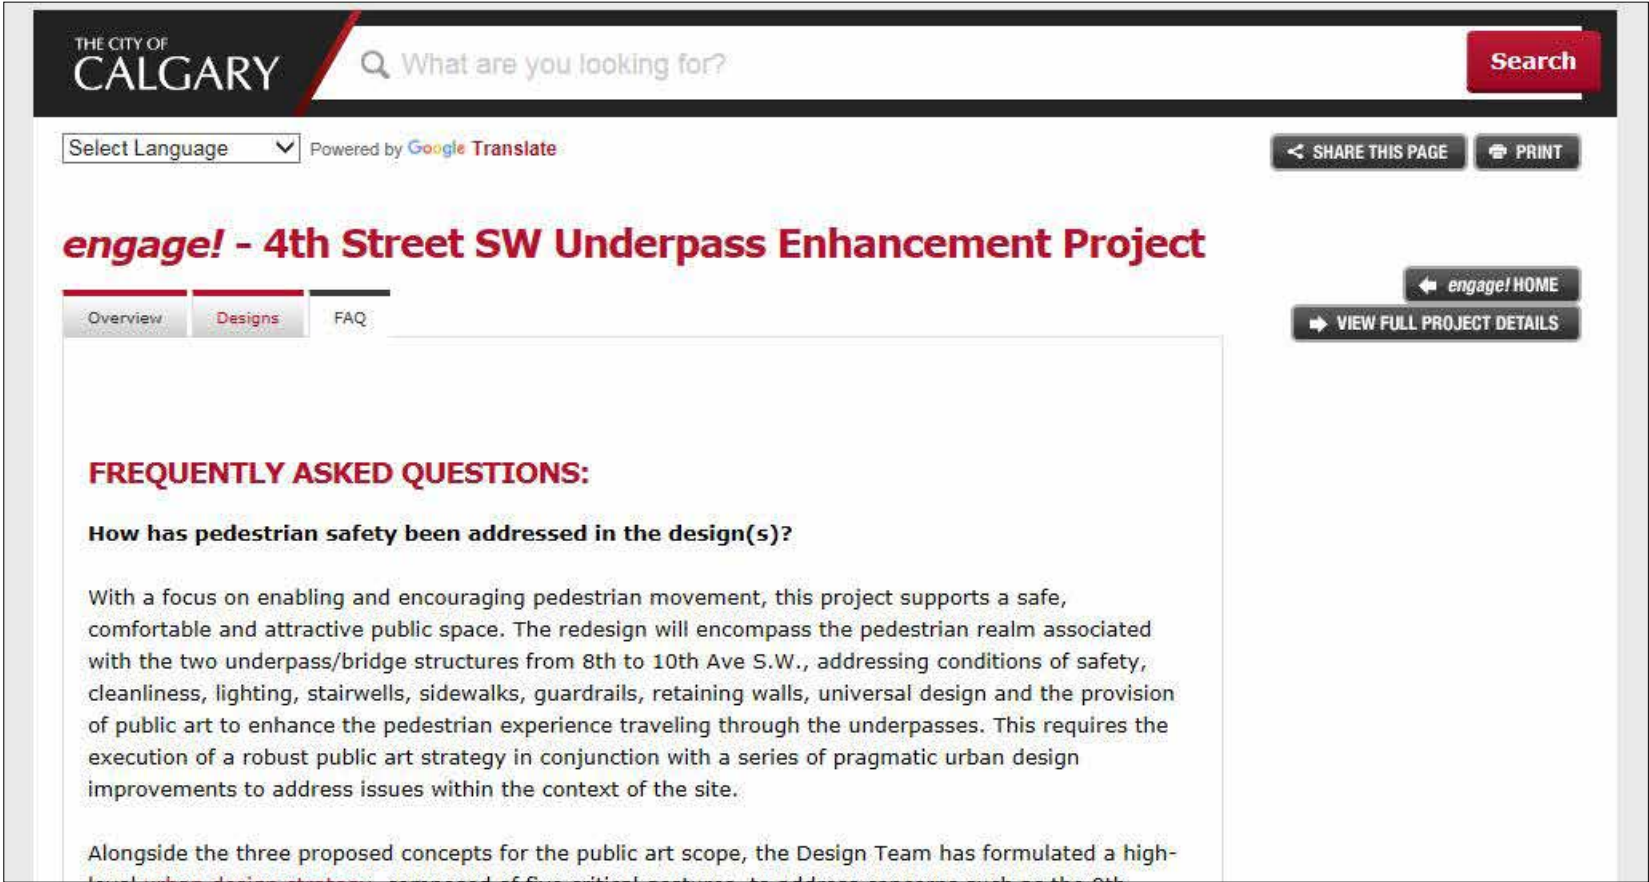 THE CITY OF
CALGARY
What are you looking for?
Search
Select Language
Powered by Google Translate
SHARE THIS PAGE
PRINT
engage! - 4th Street SW Underpass Enhancement Project
engage! HOME
VIEW FULL PROJECT DETAILS
Overview
Designs
FAQ
FREQUENTLY ASKED QUESTIONS:
How has pedestrian safety been addressed in the design(s)?
With a focus on enabling and encouraging pedestrian movement, this project supports a safe,
comfortable and attractive public space. The redesign will encompass the pedestrian realm associated
with the two underpass/bridge structures from 8th to 10th Ave S.W., addressing conditions of safety,
cleanliness, lighting, stairwells, sidewalks, guardrails, retaining walls, universal design and the provision
of public art to enhance the pedestrian experience traveling through the underpasses. This requires the
execution of a robust public art strategy in conjunction with a series of pragmatic urban design
improvements to address issues within the context of the site.
Alongside the three proposed concepts for the public art scope, the Design Team has formulated a high-